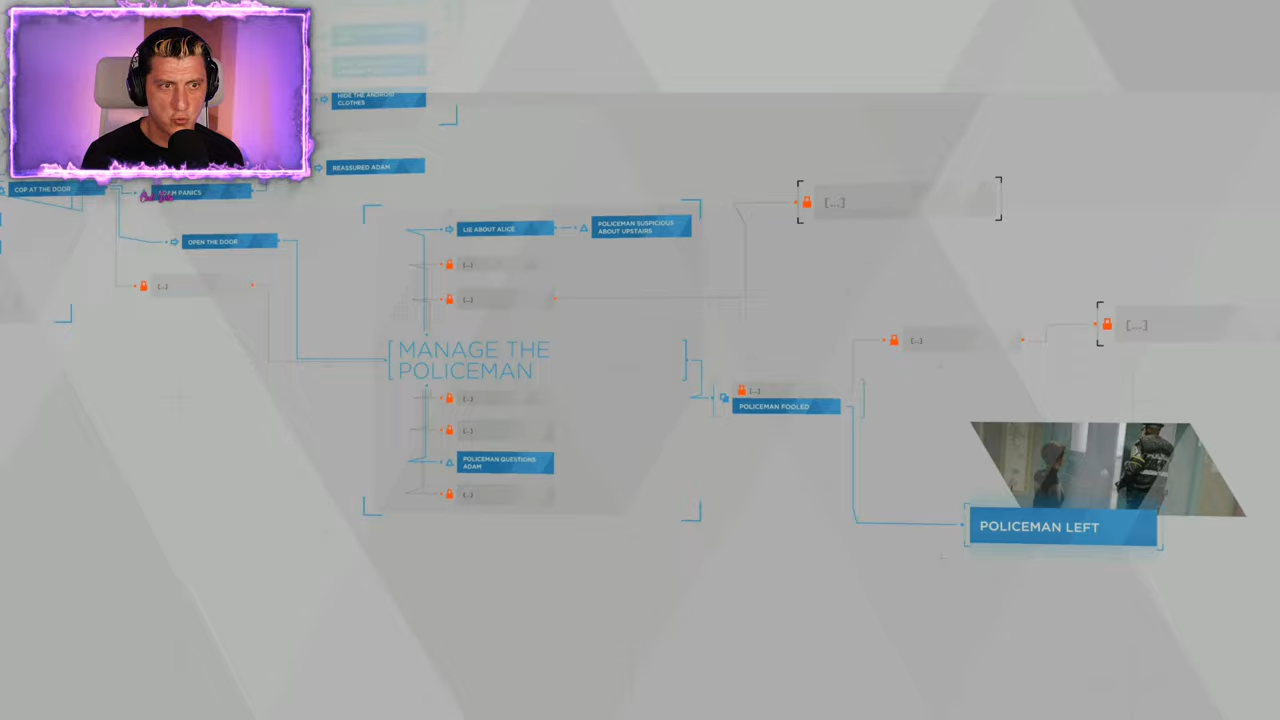 HIDE THE ANDROID
CLOTHES
REASSURED ADAM
COP AT THE DOOR
ADAM PANICS
OPEN THE DOOR
[...]
[...]
LIE ABOUT ALICE
POLICEMAN SUSPICIOUS
ABOUT UPSTAIRS
[...]
[...]
MANAGE THE
POLICEMAN
[...]
[...]
POLICEMAN QUESTIONS
ADAM
[...]
[...]
POLICEMAN FOOLED
[...]
[...]
POLICEMAN LEFT